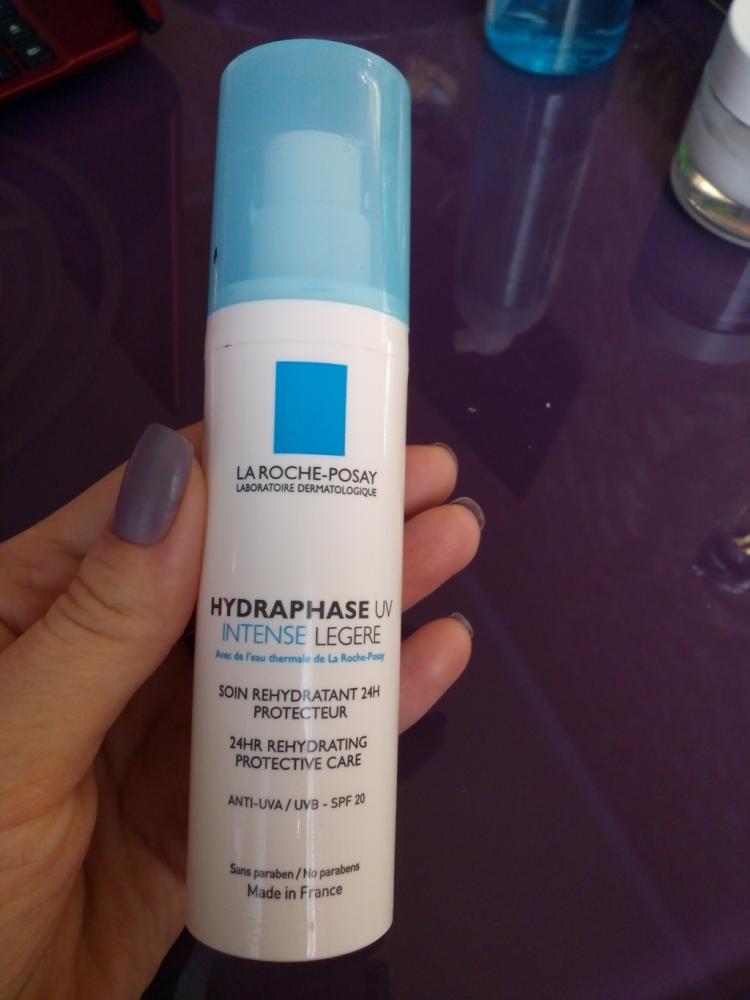 LA ROCHE-POSAY
LABORATOIRE DERMATOLOGIQUE
HYDRAPHASE UV
INTENSE LEGERE
Avec de l'eau thermale de La Roche-Posay
SOIN REHYDRATANT 24H
PROTECTEUR
24HR REHYDRATING
PROTECTIVE CARE
ANTI-UVA / UVB - SPF 20
Sans paraben / No parabens
Made in France